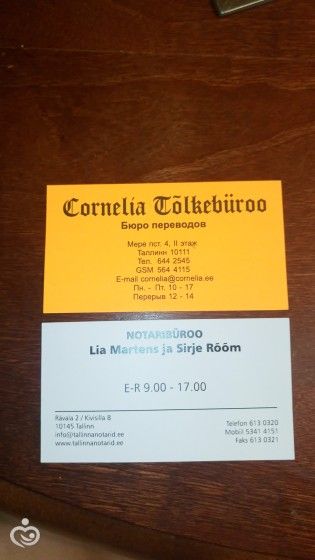 Cornelia Tõlkebüroo
Бюро переводов
Мере пст. 4, II этаж
Таллинн 10111
Тел. 644 2545
GSM 564 4115
E-mail cornelia@cornelia.ee
Пн. - Пт. 10 - 17
Перерыв 12 - 14
NOTARIBÜROO
Lia Martens ja Sirje Rõõm
E-R 9.00 - 17.00
Rävala 2 / Kivisilla 8
10145 Tallinn
info@tallinnanotarid.ee
www.tallinnanotarid.ee
Telefon 613 0320
Mobiil 5341 4151
Faks 613 0321